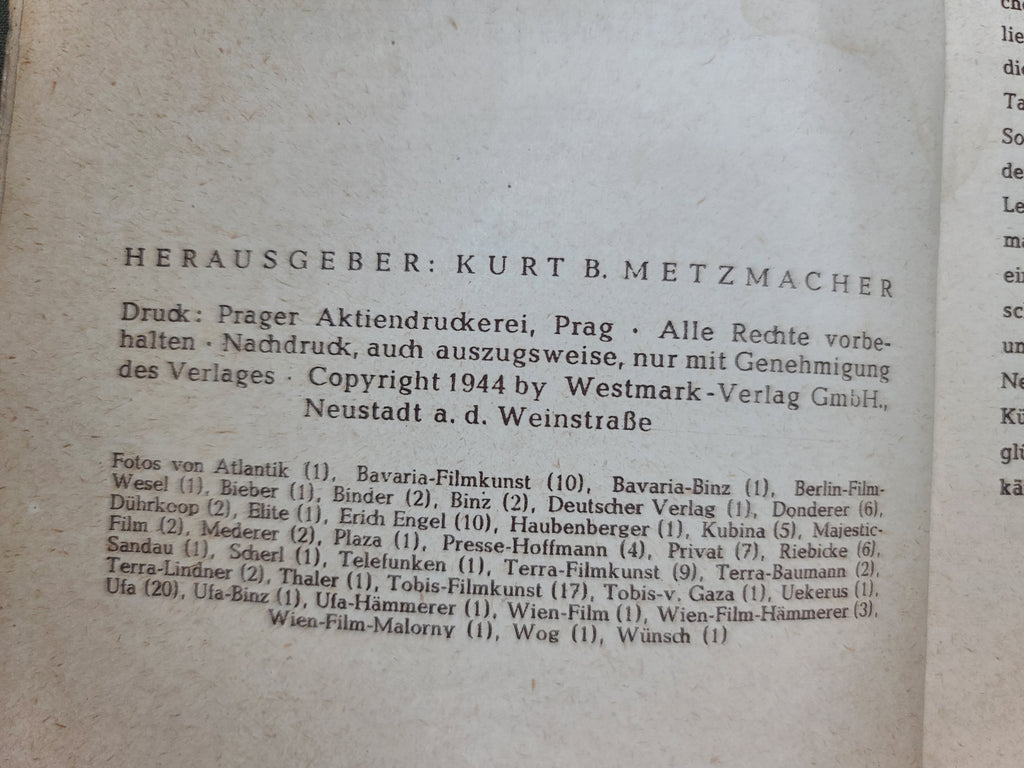 HERAUSGEBER: KURT B. METZMACHER
Druck: Prager Aktiendruckerei, Prag · Alle Rechte vorbe-
halten · Nachdruck, auch auszugsweise, nur mit Genehmigung
des Verlages · Copyright 1944 by Westmark-Verlag GmbH.,
Neustadt a. d. Weinstraße
Fotos von Atlantik (1), Bavaria-Filmkunst (10), Bavaria-Binz (1), Berlin-Film-
Wesel (1), Bieber (1), Binder (2), Binz (2), Deutscher Verlag (1), Donderer (6),
Dührkoop (2), Elite (1), Erich Engel (10), Haubenberger (1), Kubina (5), Majestic-
Film (2), Mederer (2), Plaza (1), Presse-Hoffmann (4), Privat (7), Riebicke (6),
Sandau (1), Scherl (1), Telefunken (1), Terra-Filmkunst (9), Terra-Baumann (2),
Terra-Lindner (2), Thaler (1), Tobis-Filmkunst (17), Tobis-v. Gaza (1), Uekerus (1),
Ufa (20), Ufa-Binz (1), Ufa-Hämmerer (1), Wien-Film (1), Wien-Film-Hämmerer (3),
Wien-Film-Malorny (1), Wog (1), Wünsch (1)